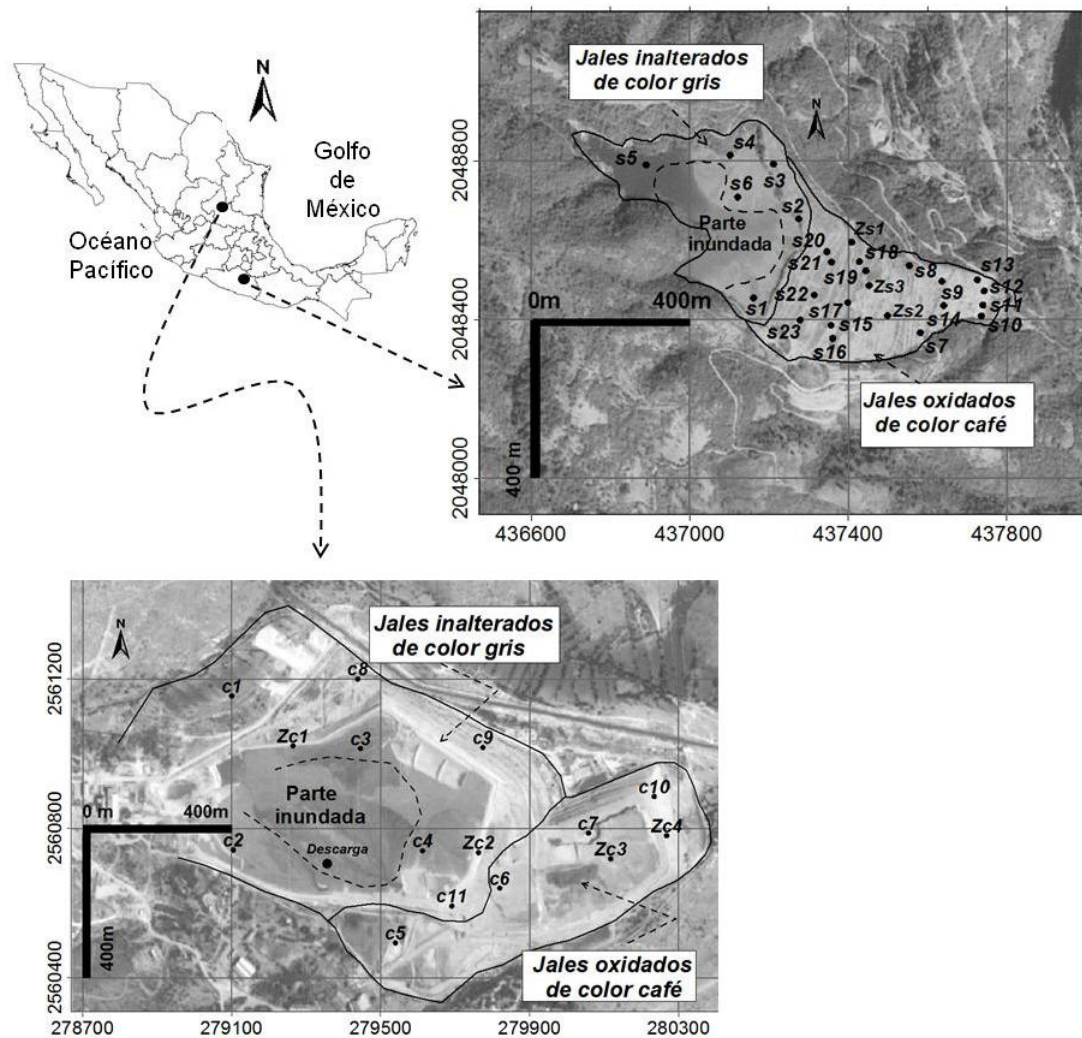 N
Golfo
de
México
Océano
Pacífico
Jales inalterados
de color gris
N
2048800
2048400
2048000
s5
s4
s3
s6
s2
Parte
inundada
s20
Zs1
s21
s18
s19
s8
s13
s12
s22
Zs3
s9
s11
s1
s17
Zs2
s14
s10
s23
s15
s16
s7
0m
400m
400 m
Jales oxidados
de color café
436600
437000
437400
437800
Jales inalterados
de color gris
N
2561200
2560800
2560400
c1
c8
Zc1
c3
c9
Parte
inundada
0 m
400m
c10
c7
Zc4
c2
Descarga
c4
Zc2
Zc3
c6
c11
c5
400m
Jales oxidados
de color café
278700
279100
279500
279900
280300